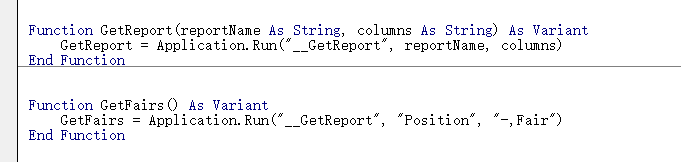 Function GetReport(reportName As String, columns As String) As Variant
    GetReport = Application.Run("__GetReport", reportName, columns)
End Function
Function GetFairs() As Variant
    GetFairs = Application.Run("__GetReport", "Position", "-,Fair")
End Function